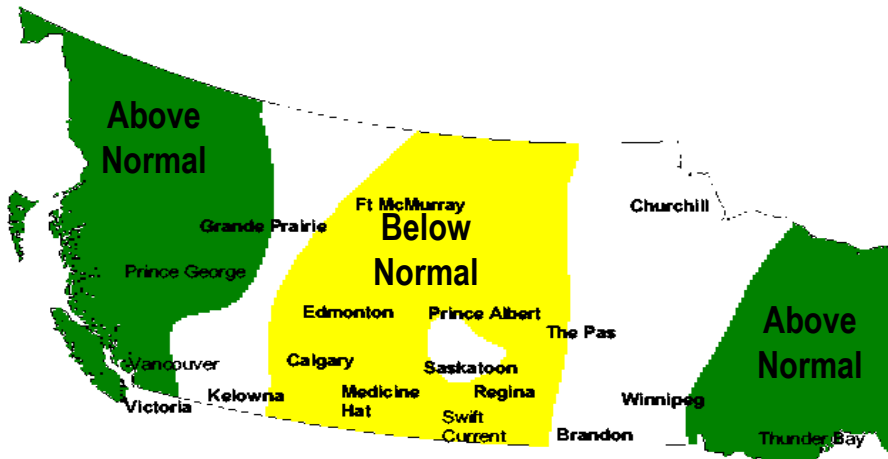 Above
Normal
Ft McMurray
Churchill
Grande Prairie
Below
Normal
Prince George
Edmonton
Prince Albert
The Pas
Above
Normal
Vancouver
Calgary
Saskatoon
Victoria
Kelowna
Medicine
Hat
Regina
Winnipeg
Swift
Current
Brandon
Thunder Bay